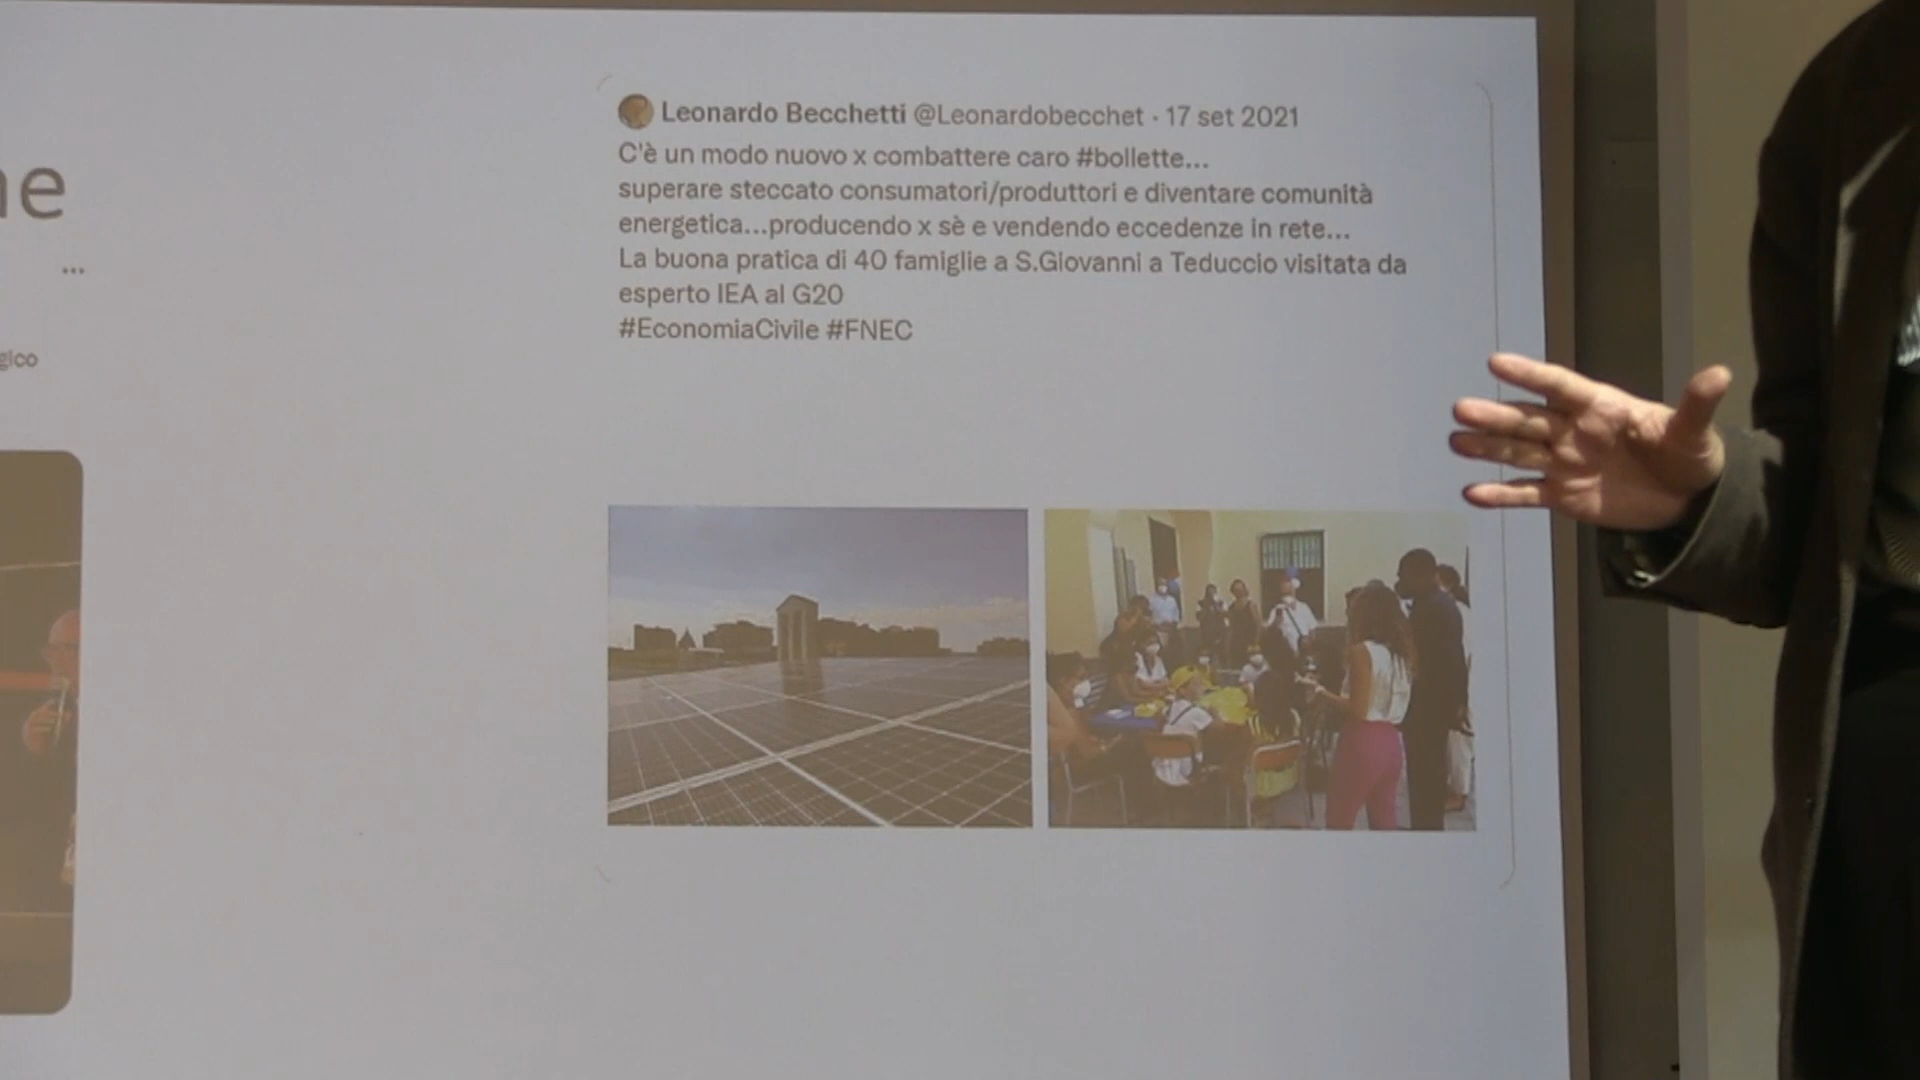 Leonardo Becchetti @Leonardobecchet · 17 set 2021
C'è un modo nuovo x combattere caro #bollette...
superare steccato consumatori/produttori e diventare comunità
energetica...producendo x sè e vendendo eccedenze in rete...
La buona pratica di 40 famiglie a S.Giovanni a Teduccio visitata da
esperto IEA al G20
#EconomiaCivile #FNEC